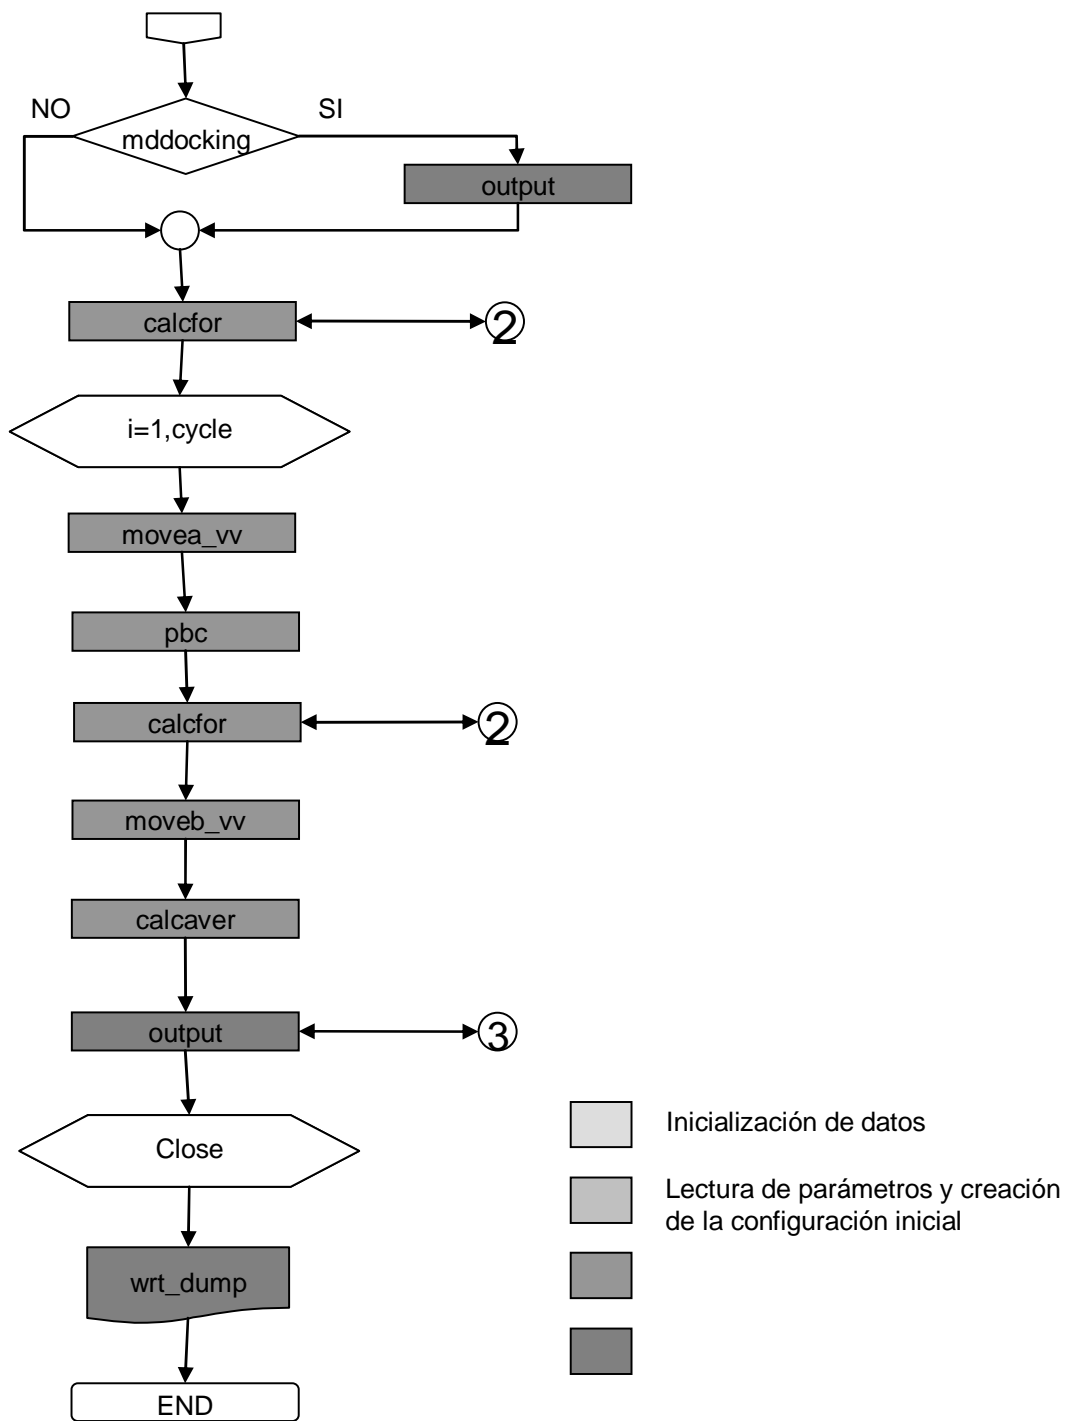 NO
SI
mddocking
output
calcfor
2
i=1,cycle
movea_vv
pbc
calcfor
2
moveb_vv
calcaver
output
3
Close
Inicialización de datos
Lectura de parámetros y creación
de la configuración inicial
wrt_dump
END